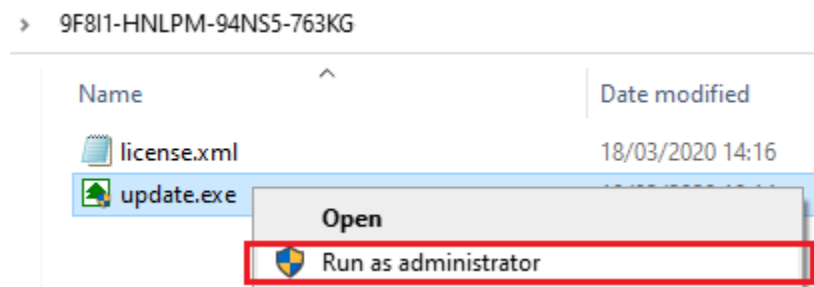 9F8I1-HNLPM-94NS5-763KG
Name Date modified
license.xml 18/03/2020 14:16
update.exe
Open
Run as administrator